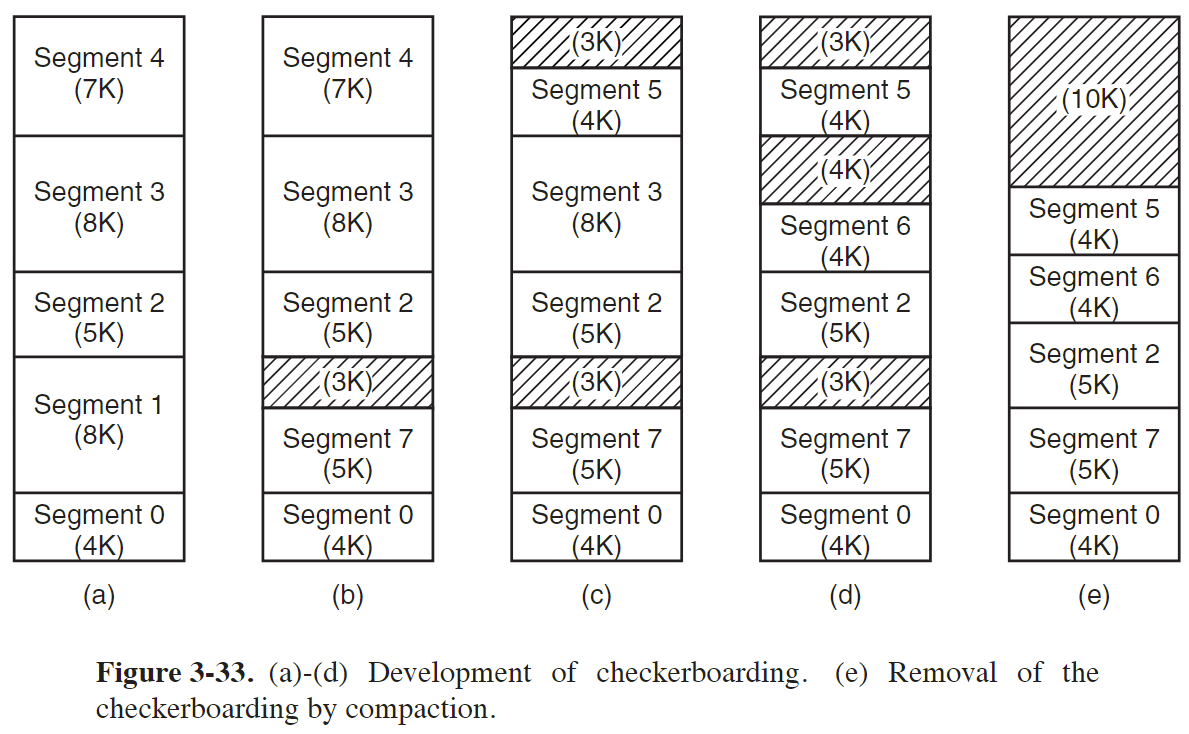 Segment 4
(7K)
Segment 3
(8K)
Segment 2
(5K)
Segment 1
(8K)
Segment 0
(4K)
(a)
Segment 4
(7K)
Segment 3
(8K)
Segment 2
(5K)
(3K)
Segment 7
(5K)
Segment 0
(4K)
(b)
(3K)
Segment 5
(4K)
Segment 3
(8K)
Segment 2
(5K)
(3K)
Segment 7
(5K)
Segment 0
(4K)
(c)
(3K)
Segment 5
(4K)
(4K)
Segment 6
(4K)
Segment 2
(5K)
(3K)
Segment 7
(5K)
Segment 0
(4K)
(d)
(10K)
Segment 5
(4K)
Segment 6
(4K)
Segment 2
(5K)
Segment 7
(5K)
Segment 0
(4K)
(e)
Figure 3-33. (a)-(d) Development of checkerboarding. (e) Removal of the
checkerboarding by compaction.